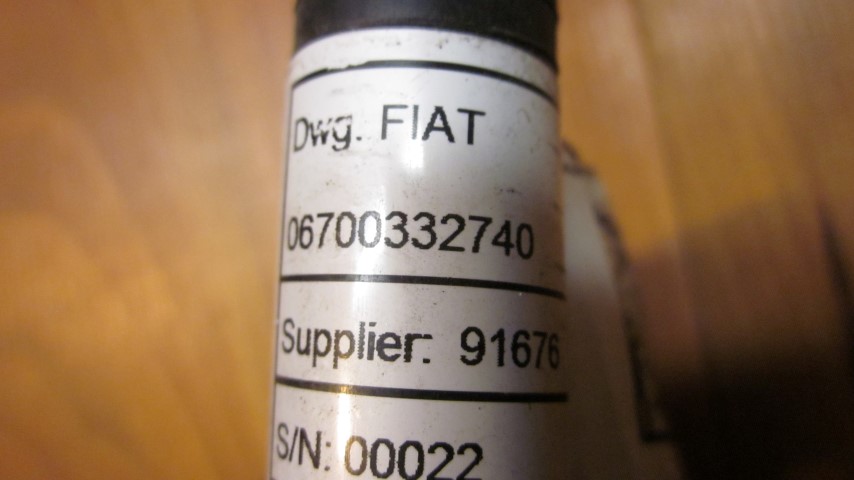 Dwg. FIAT
06700332740
Supplier: 91676
S/N: 00022